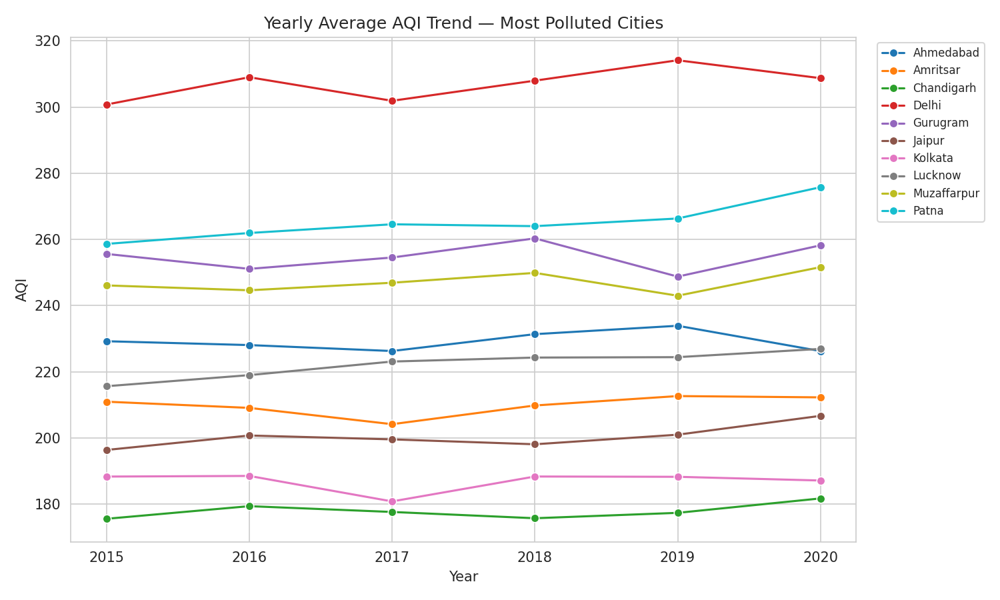 Yearly Average AQI Trend — Most Polluted Cities
320
300
280
260
240
220
200
180
AQI
2015 2016 2017 2018 2019 2020
Year
Ahmedabad
Amritsar
Chandigarh
Delhi
Gurugram
Jaipur
Kolkata
Lucknow
Muzaffarpur
Patna